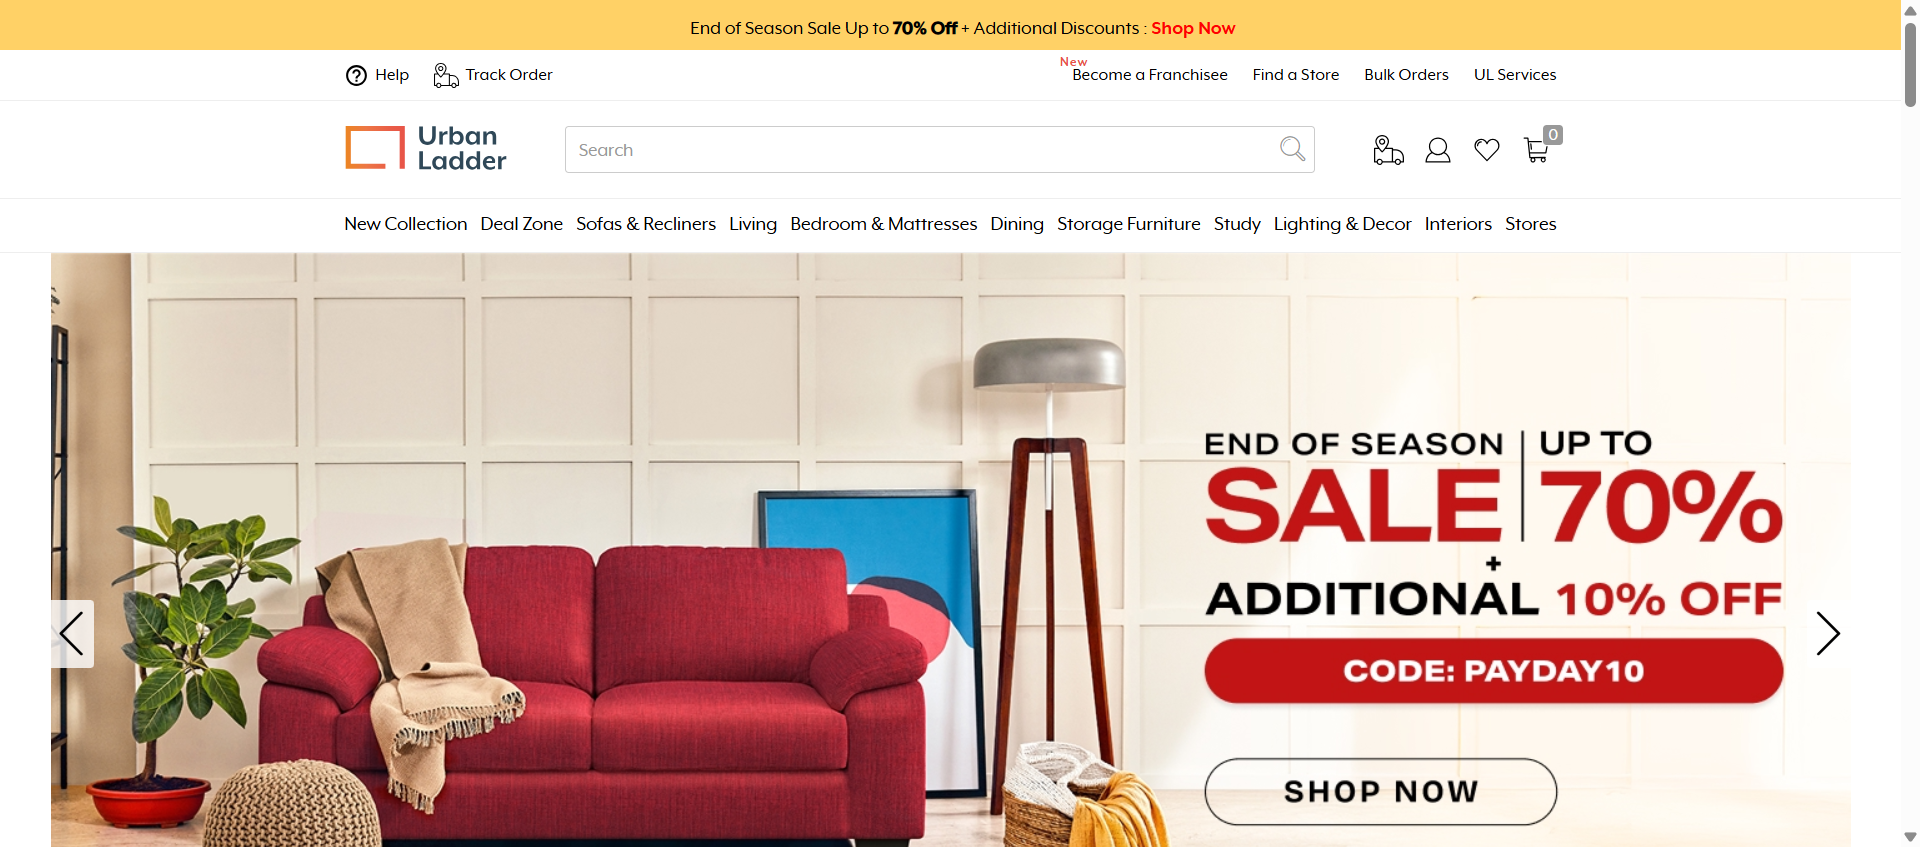 End of Season Sale Up to 70% Off + Additional Discounts : Shop Now
Help Track Order New Become a Franchisee Find a Store Bulk Orders UL Services
Urban Ladder
Search
0
New Collection Deal Zone Sofas & Recliners Living Bedroom & Mattresses Dining Storage Furniture Study Lighting & Decor Interiors Stores
END OF SEASON UP TO
SALE 70%
+
ADDITIONAL 10% OFF
CODE: PAYDAY10
SHOP NOW